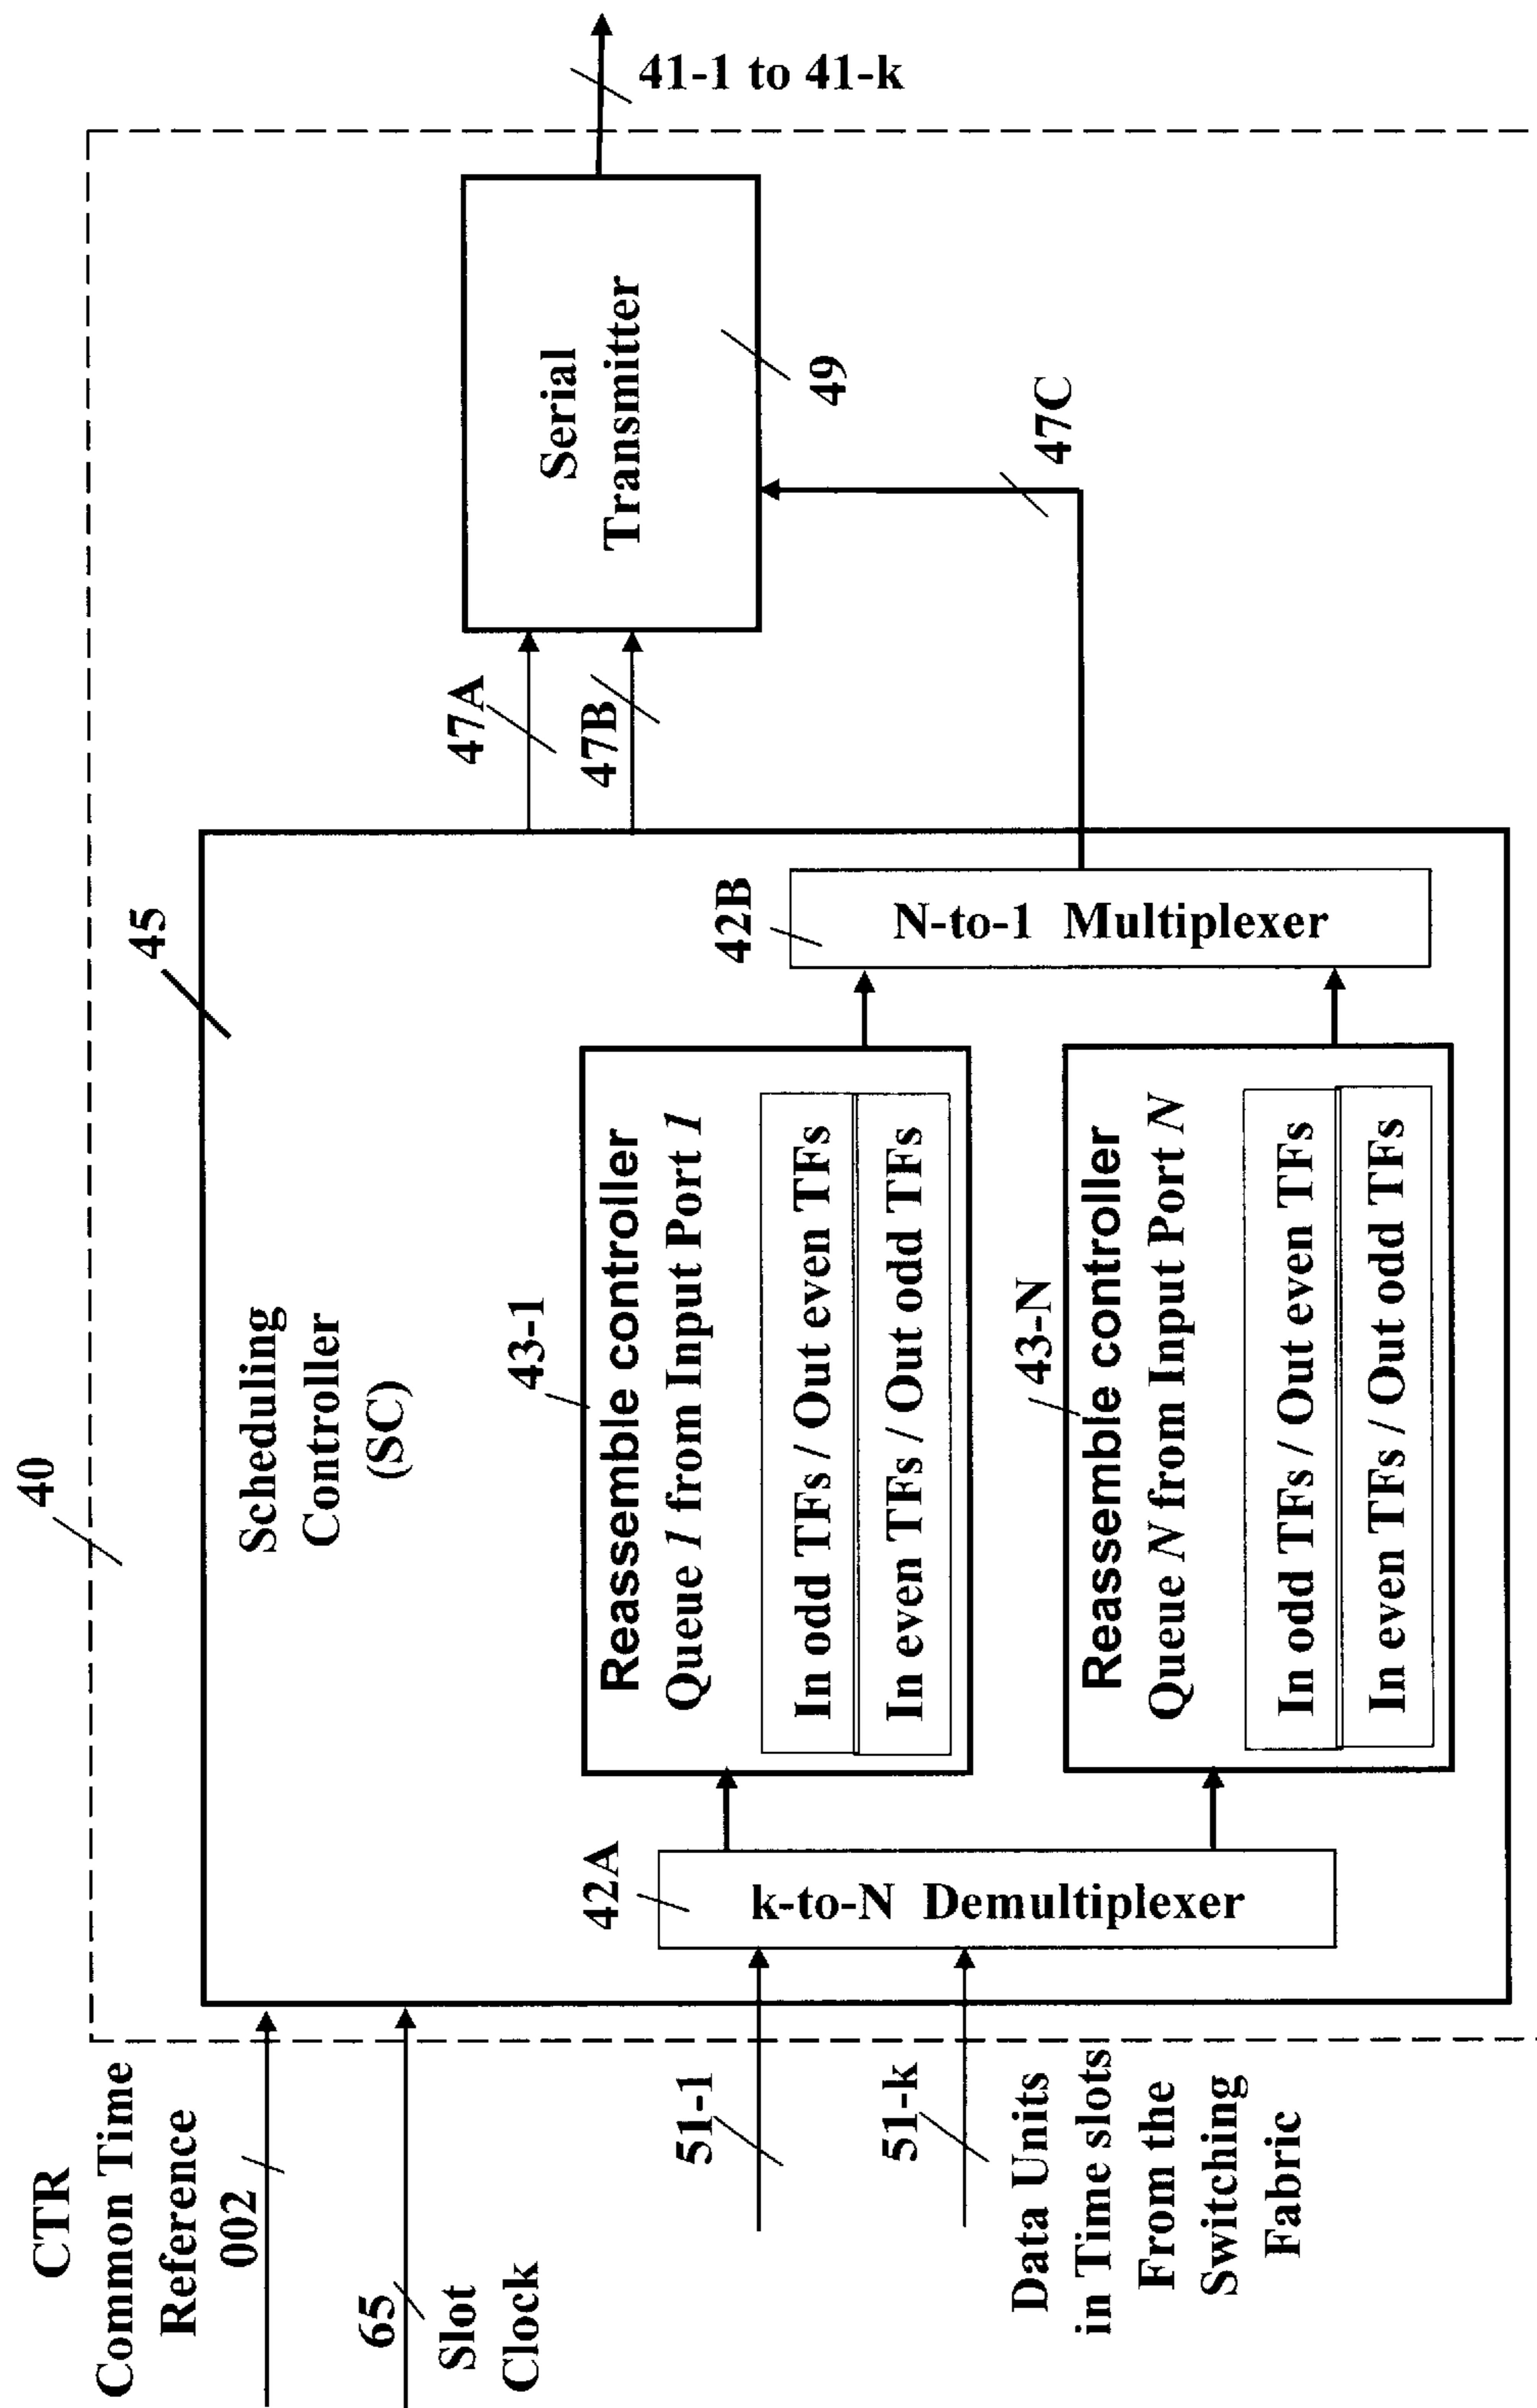 40
45
Scheduling
Controller
(SC)
CTR
Common Time
Reference
002
65
Slot
Clock
51-1
51-k
Data Units
in Time slots
From the
Switching
Fabric
42A
k-to-N Demultiplexer
43-1
Reassemble controller
Queue 1 from Input Port 1
In odd TFs / Out even TFs
In even TFs / Out odd TFs
43-N
Reassemble controller
Queue N from Input Port N
In odd TFs / Out even TFs
In even TFs / Out odd TFs
42B
N-to-1 Multiplexer
47A
47B
47C
Serial
Transmitter
49
41-1 to 41-k